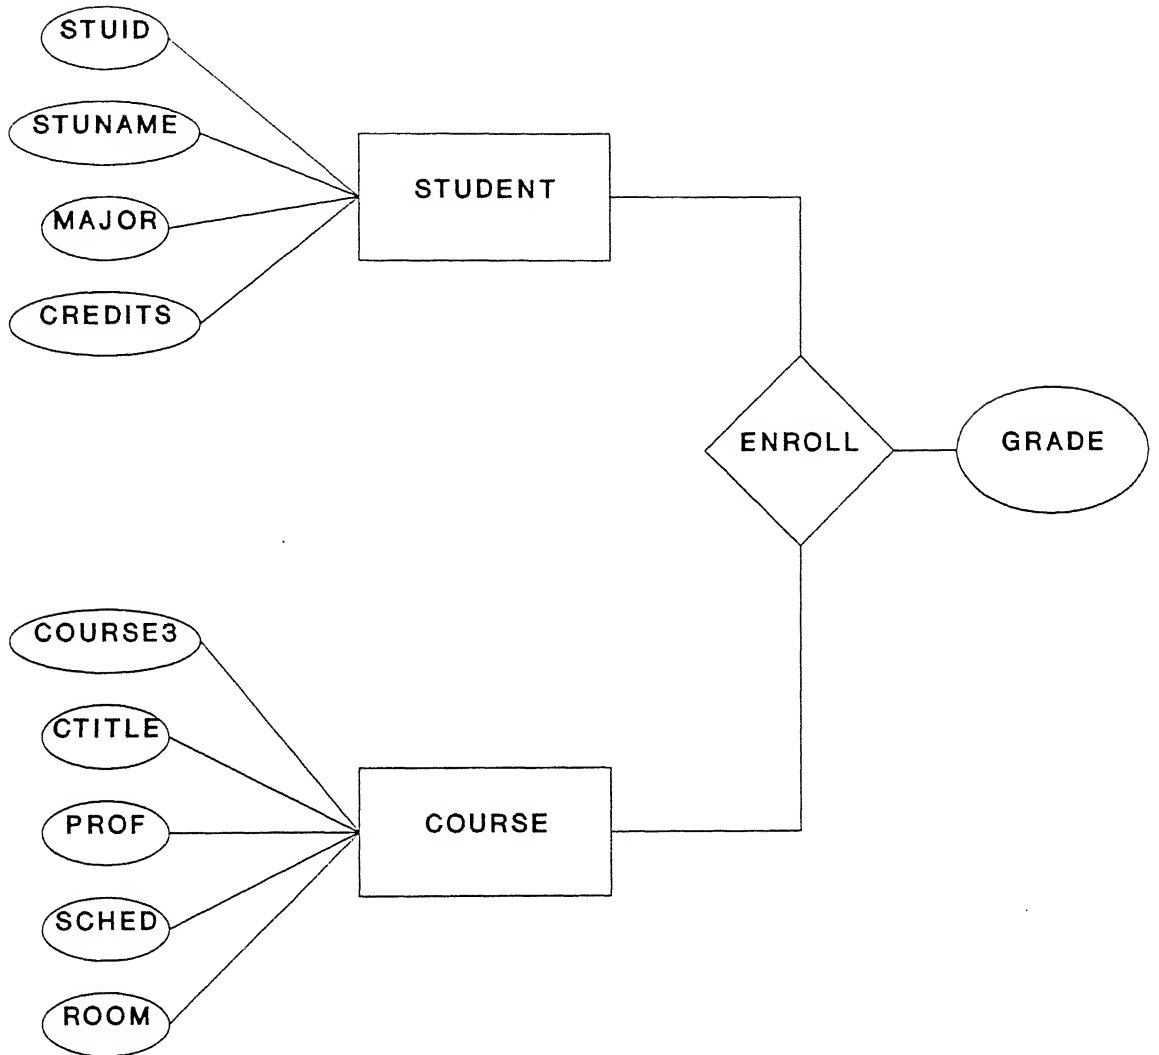 STUID
STUNAME
MAJOR
CREDITS
STUDENT
ENROLL
GRADE
COURSE3
CTITLE
PROF
SCHED
ROOM
COURSE